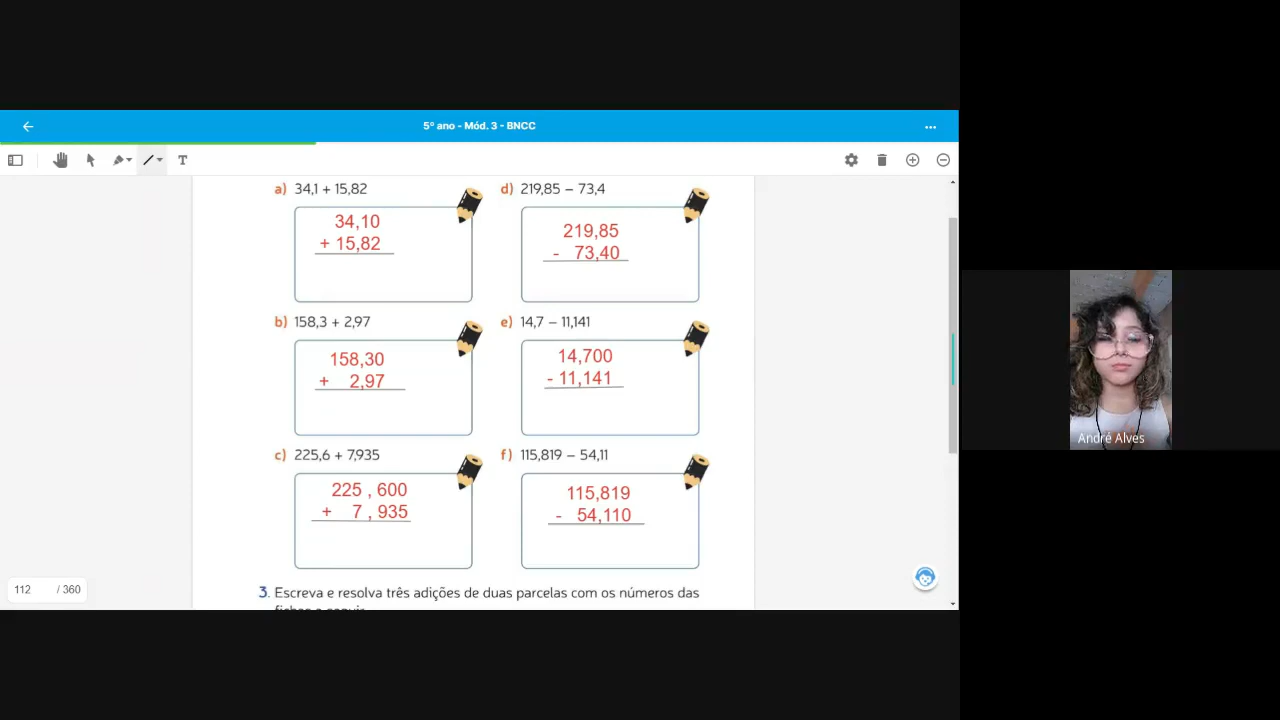 5º ano - Mód. 3 - BNCC
T
a) 34,1 + 15,82
34,10
+ 15,82
d) 219,85 – 73,4
219,85
- 73,40
b) 158,3 + 2,97
158,30
+ 2,97
e) 14,7 – 11,141
14,700
- 11,141
c) 225,6 + 7,935
225 , 600
+ 7 , 935
f) 115,819 – 54,11
115,819
- 54,110
3. Escreva e resolva três adições de duas parcelas com os números das
112 / 360
André Alves